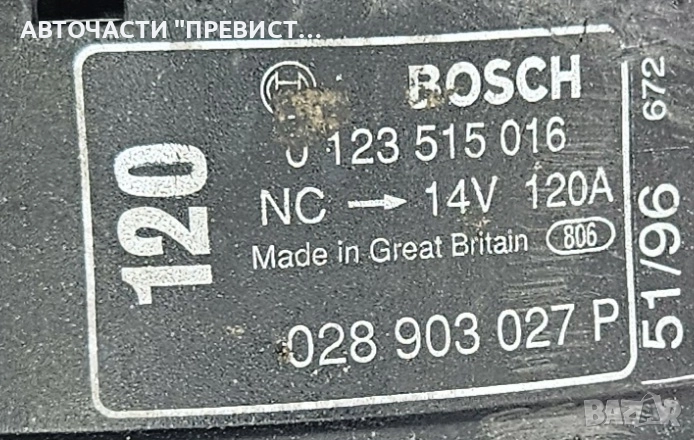 АВТОЧАСТИ "ПРЕВИСТ...
BOSCH
0 123 515 016
NC → 14V 120A
Made in Great Britain 806
028 903 027 P
120
51/96 672
BAZAR